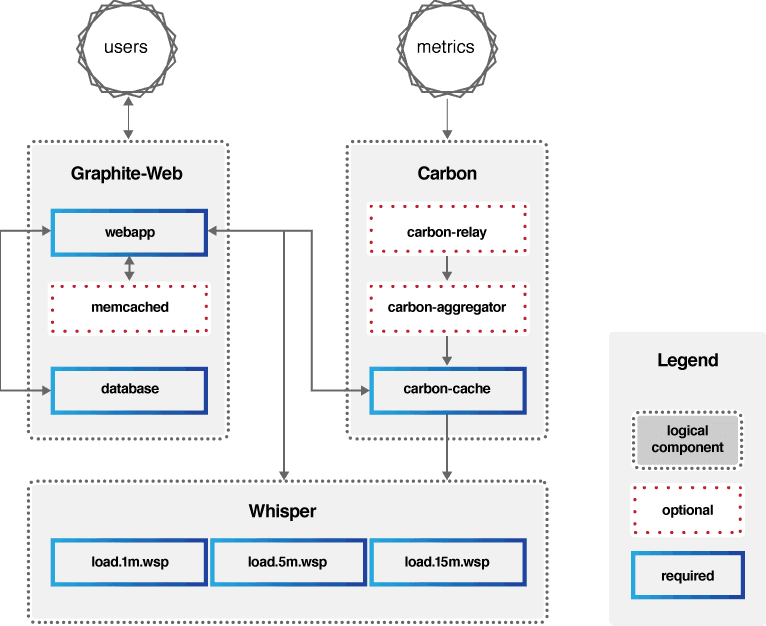 users
metrics
Graphite-Web
webapp
memcached
database
Carbon
carbon-relay
carbon-aggregator
carbon-cache
Whisper
load.1m.wsp
load.5m.wsp
load.15m.wsp
Legend
logical
component
optional
required